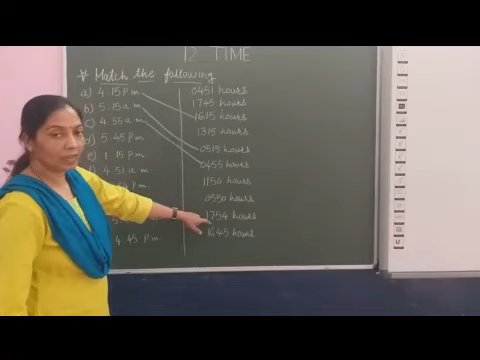 12 TIME
* Match the following
a) 4.15 P m 0451 hours
b) 5.15 a m 1745 hours
c) 4.55 a m 1615 hours
d) 5.45 P m 1315 hours
e) 1.15 P m 0515 hours
4.51 a m 0455 hours
P m 1150 hours
0550 hours
5 1754 hours
4.45 P m 1645 hours